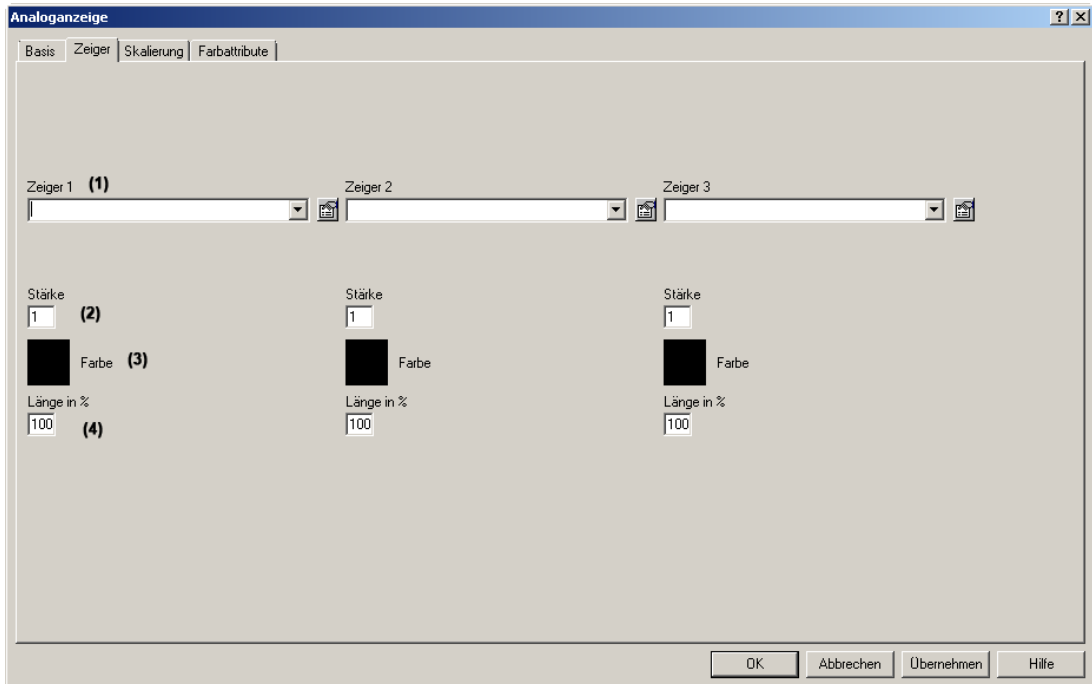 Analoganzeige
Basis Zeiger Skalierung Farbattribute
Zeiger 1 (1) Zeiger 2 Zeiger 3
Stärke Stärke Stärke
1 (2) 1 1
Farbe (3) Farbe Farbe
Länge in % Länge in % Länge in %
100 (4) 100 100
OK Abbrechen Übernehmen Hilfe